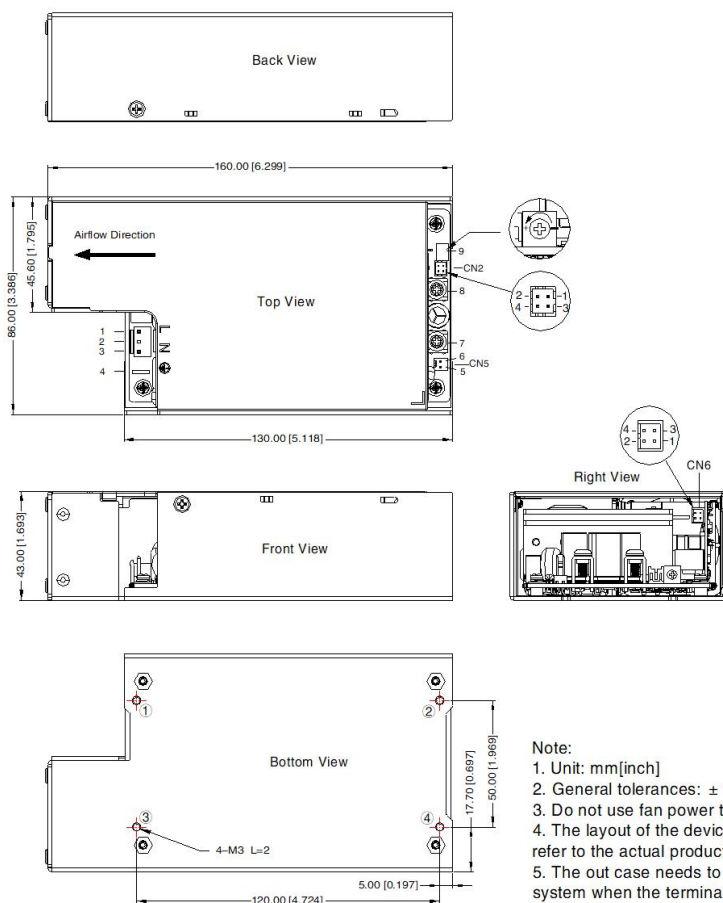 Back View
160.00 [6.299]
86.00 [3.386]
45.60 [1.795]
Airflow Direction
Top View
L
N
1
2
3
4
9
CN2
8
7
6
CN5
5
2
1
4
3
130.00 [5.118]
4
3
2
1
Right View
CN6
43.00 [1.693]
Front View
1
2
Bottom View
3
4
4–M3 L=2
17.70 [0.697]
50.00 [1.969]
5.00 [0.197]
120.00 [4.724]
Note:
1. Unit: mm[inch]
2. General tolerances: ±
3. Do not use fan power t
4. The layout of the devic
refer to the actual product
5. The out case needs to
system when the termina